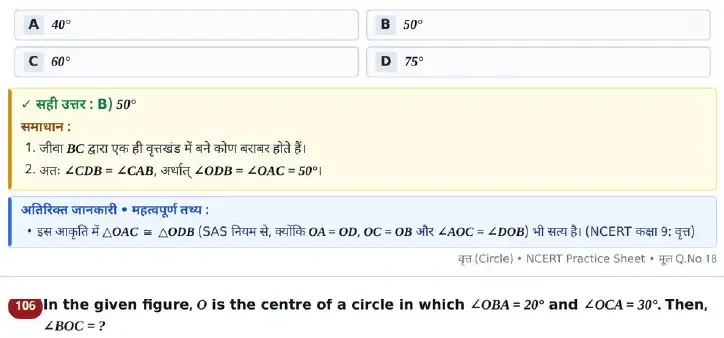 A 40°
B 50°
C 60°
D 75°
✓ सही उत्तर : B) 50°
समाधान :
1. जीवा BC द्वारा एक ही वृत्तखंड में बने कोण बराबर होते हैं।
2. अतः ∠CDB = ∠CAB, अर्थात् ∠ODB = ∠OAC = 50°।
अतिरिक्त जानकारी • महत्वपूर्ण तथ्य :
• इस आकृति में △OAC ≅ △ODB (SAS नियम से, क्योंकि OA = OD, OC = OB और ∠AOC = ∠DOB) भी सत्य है। (NCERT कक्षा 9: वृत्त)
वृत्त (Circle) • NCERT Practice Sheet • मूल Q.No 18
106 In the given figure, O is the centre of a circle in which ∠OBA = 20° and ∠OCA = 30°. Then,
∠BOC = ?